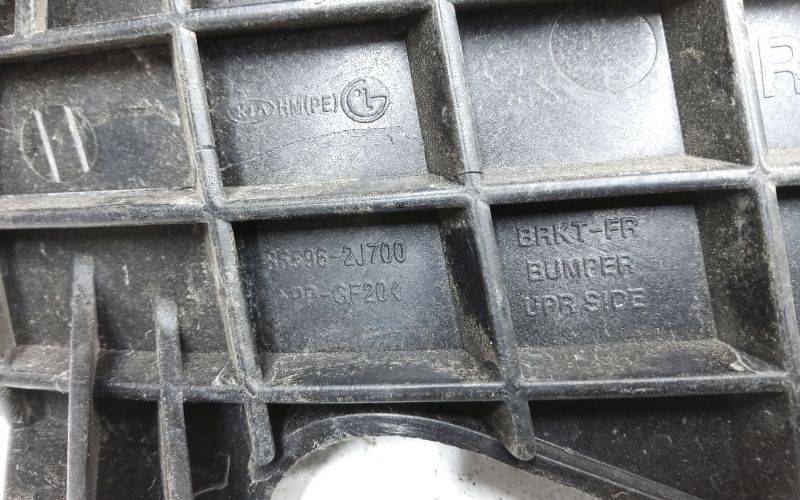 HM(PE)
R
86596-2J700
>PP-GF20<
BRKT-FR
BUMPER
UPR SIDE